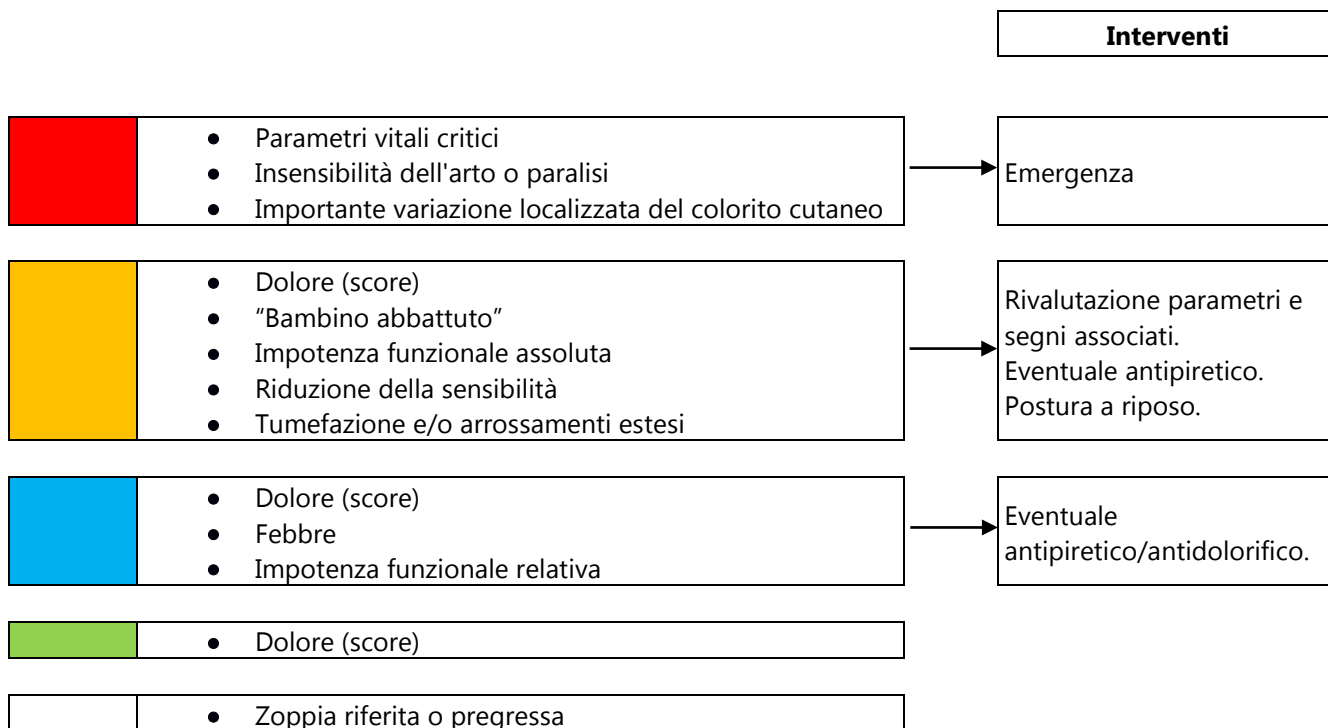 Interventi
• Parametri vitali critici
• Insensibilità dell'arto o paralisi
• Importante variazione localizzata del colorito cutaneo
Emergenza
• Dolore (score)
• “Bambino abbattuto”
• Impotenza funzionale assoluta
• Riduzione della sensibilità
• Tumefazione e/o arrossamenti estesi
Rivalutazione parametri e
segni associati.
Eventuale antipiretico.
Postura a riposo.
• Dolore (score)
• Febbre
• Impotenza funzionale relativa
Eventuale
antipiretico/antidolorifico.
• Dolore (score)
• Zoppia riferita o pregressa